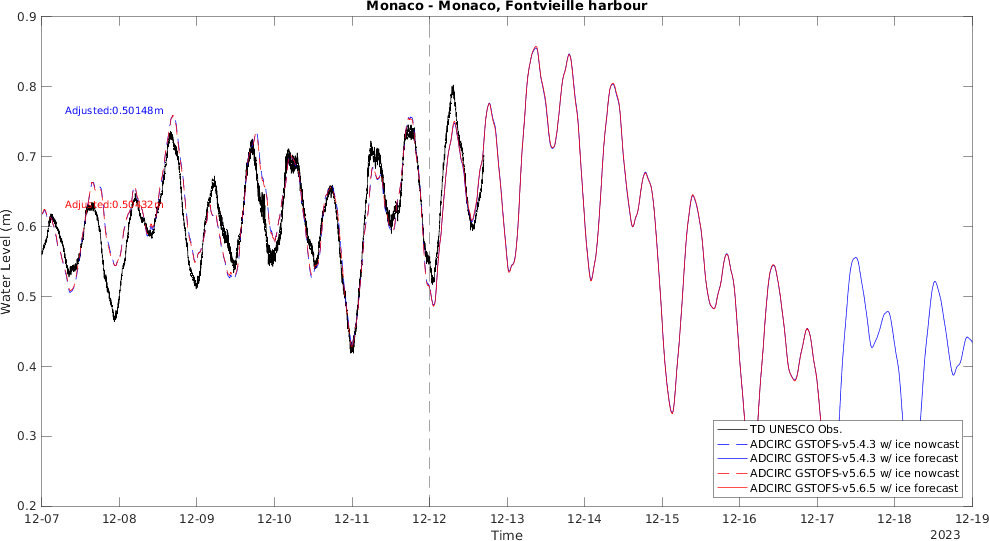 Monaco - Monaco, Fontvieille harbour
0.9
0.8
0.7
0.6
0.5
0.4
0.3
0.2
Water Level (m)
Adjusted:0.50148m
Adjusted:0.50432m
TD UNESCO Obs.
ADCIRC GSTOFS-v5.4.3 w/ ice nowcast
ADCIRC GSTOFS-v5.4.3 w/ ice forecast
ADCIRC GSTOFS-v5.6.5 w/ ice nowcast
ADCIRC GSTOFS-v5.6.5 w/ ice forecast
12-07 12-08 12-09 12-10 12-11 12-12 12-13 12-14 12-15 12-16 12-17 12-18 12-19
Time
2023